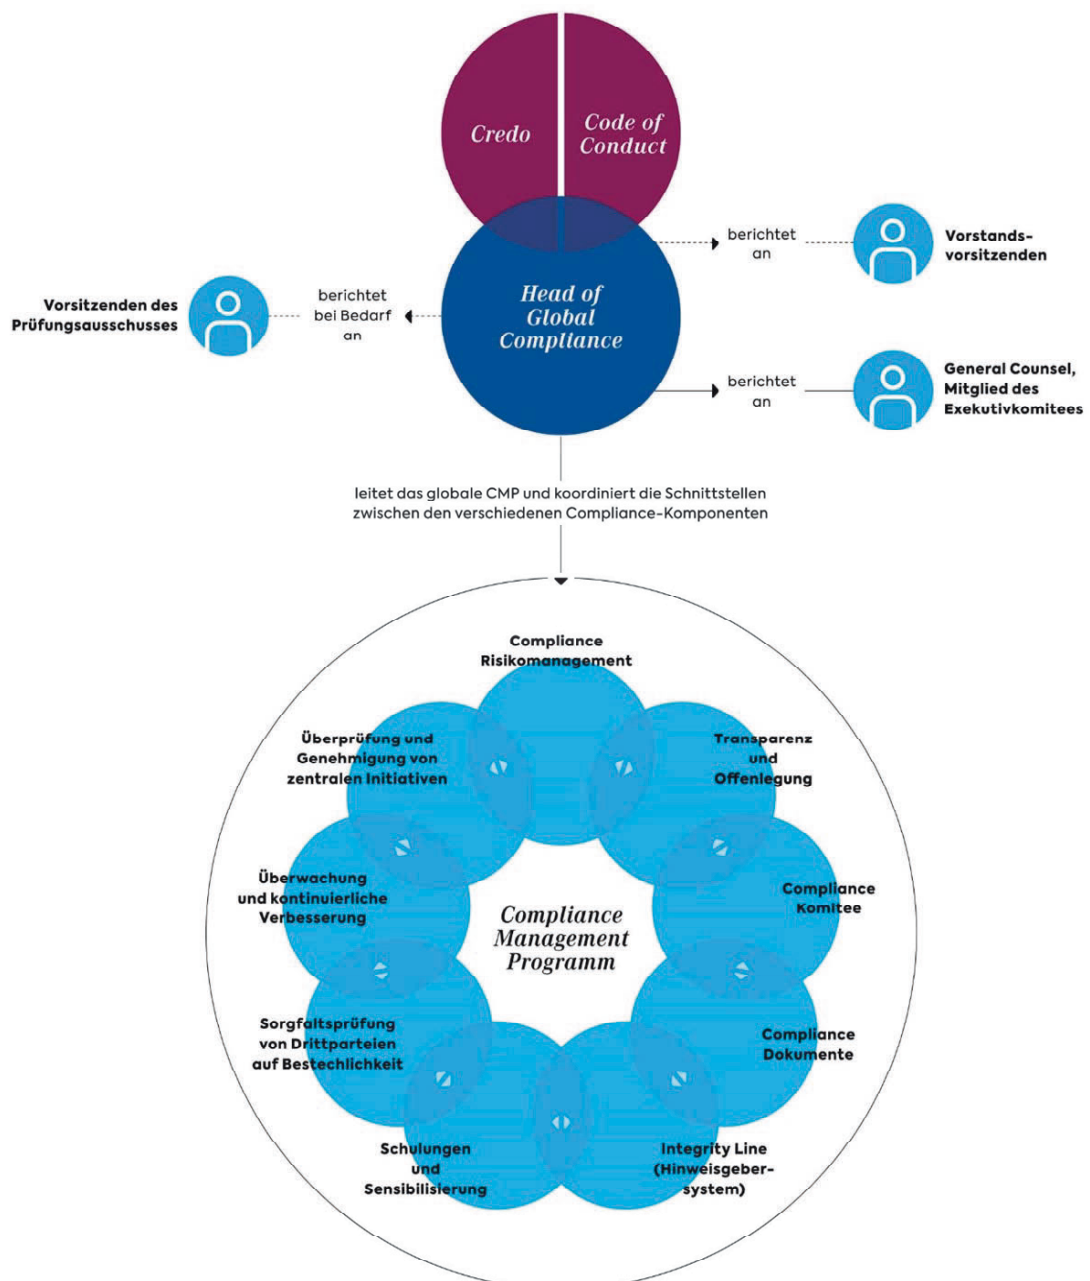 Credo
Code of
Conduct
berichtet
an
Vorstands-
vorsitzenden
Vorsitzenden des
Prüfungsausschusses
berichtet
bei Bedarf
an
Head of
Global
Compliance
berichtet
an
General Counsel,
Mitglied des
Exekutivkomitees
leitet das globale CMP und koordiniert die Schnittstellen
zwischen den verschiedenen Compliance-Komponenten
Compliance
Risikomanagement
Überprüfung und
Genehmigung von
zentralen Initiativen
Transparenz
und
Offenlegung
Überwachung
und kontinuierliche
Verbesserung
Compliance
Komitee
Compliance
Management
Programm
Sorgfaltsprüfung
von Drittparteien
auf Bestechlichkeit
Compliance
Dokumente
Schulungen
und
Sensibilisierung
Integrity Line
(Hinweisgeber-
system)